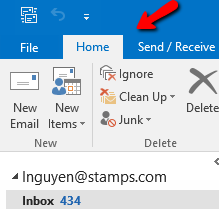 File Home Send / Receive
New Email
New Items
Ignore
Clean Up
Junk
Delete
New Delete
lnguyen@stamps.com
Inbox 434